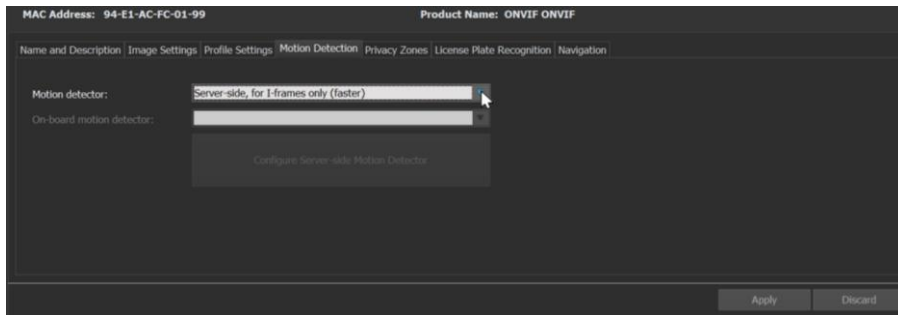 MAC Address: 94-E1-AC-FC-01-99 Product Name: ONVIF ONVIF
Name and Description Image Settings Profile Settings Motion Detection Privacy Zones License Plate Recognition Navigation
Motion detector: Server-side, for I-frames only (faster)
On-board motion detector:
Configure Server-side Motion Detector
Apply Discard